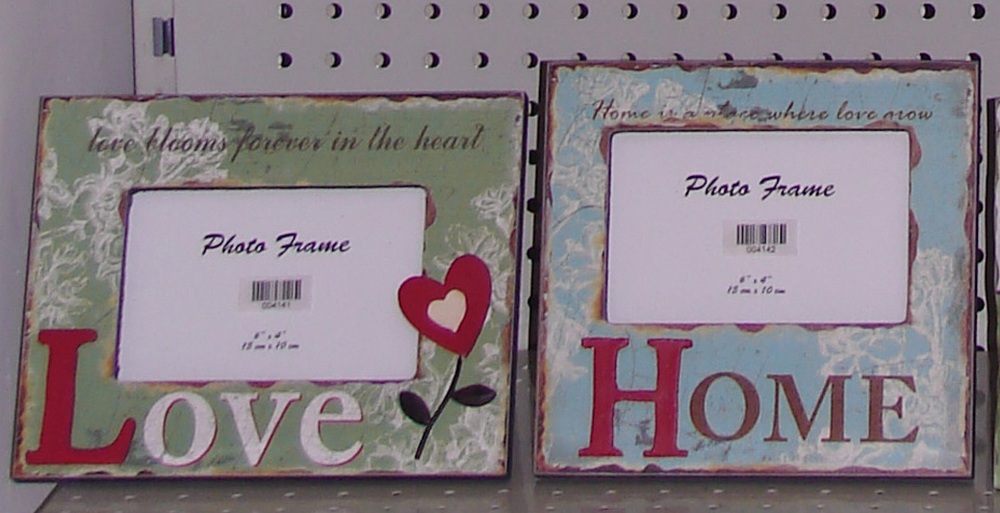 love blooms forever in the heart
Photo Frame
004141
6" x 4"
15 cm x 10 cm
Love
Home is a place where love grow
Photo Frame
004142
6" x 4"
15 cm x 10 cm
HOME